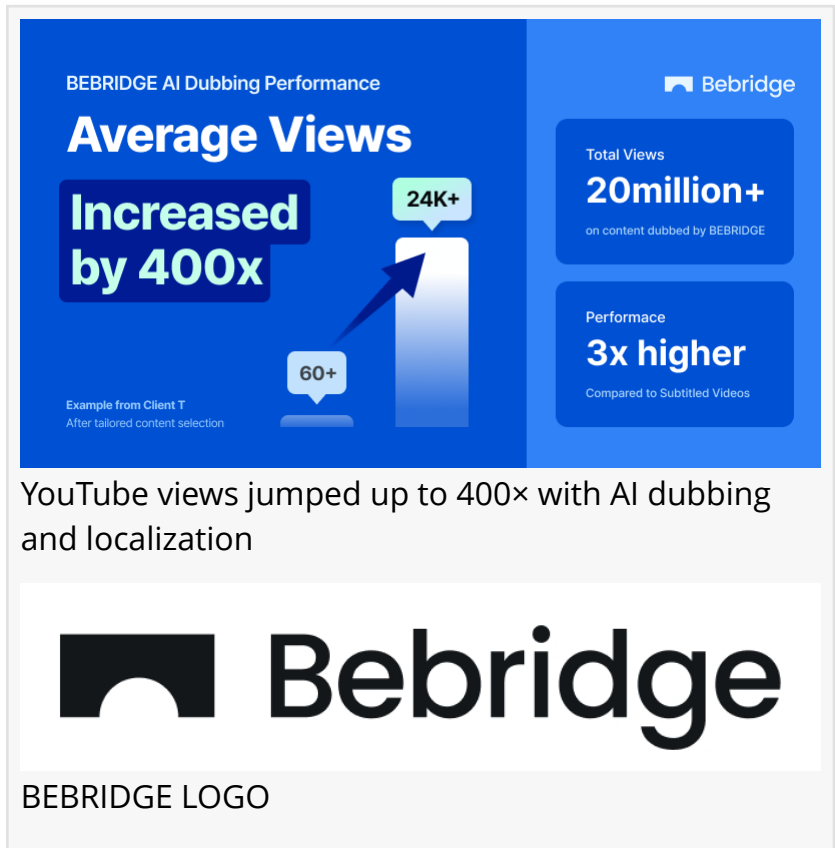 BEBRIDGE AI Dubbing Performance
Average Views
Increased
by 400x
60+
24K+
Example from Client T
After tailored content selection
Bebridge
Total Views
20million+
on content dubbed by BEBRIDGE
Performace
3x higher
Compared to Subtitled Videos
YouTube views jumped up to 400× with AI dubbing
and localization
Bebridge
BEBRIDGE LOGO